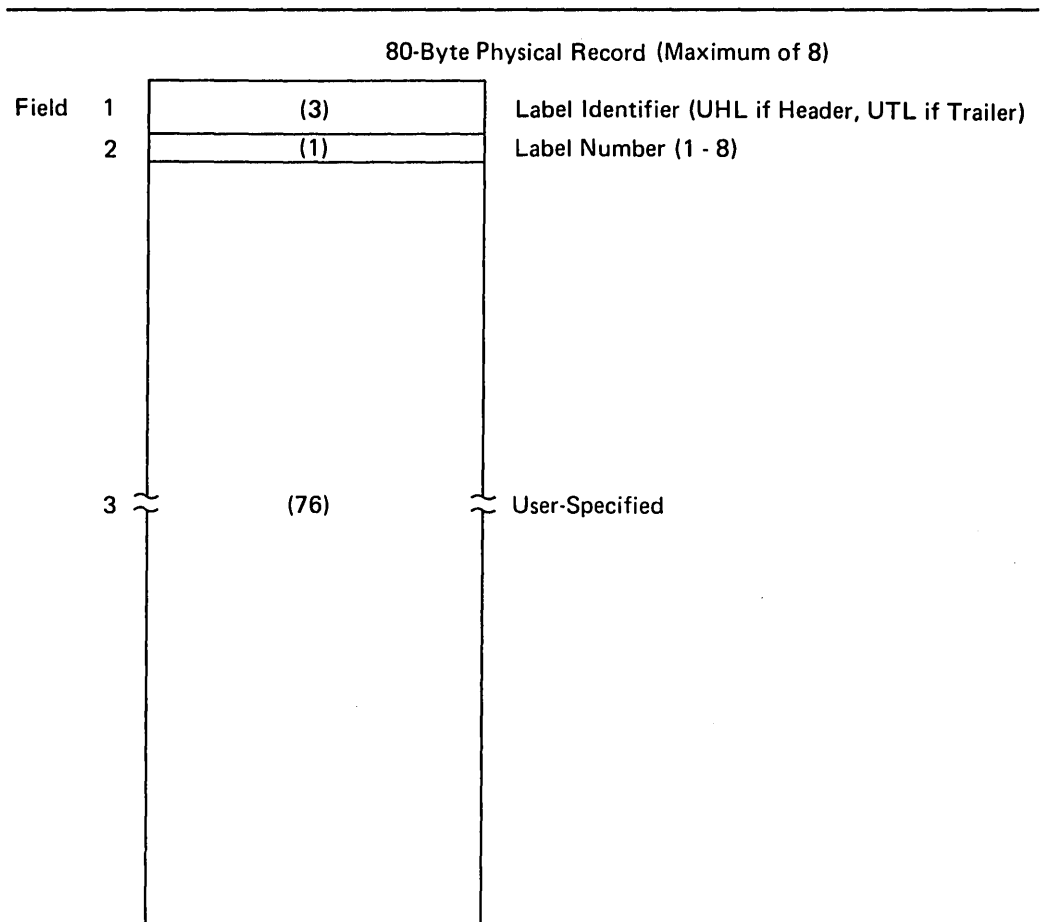 80-Byte Physical Record (Maximum of 8)
Field 1 (3) Label Identifier (UHL if Header, UTL if Trailer)
2 (1) Label Number (1 - 8)
3 (76) User-Specified